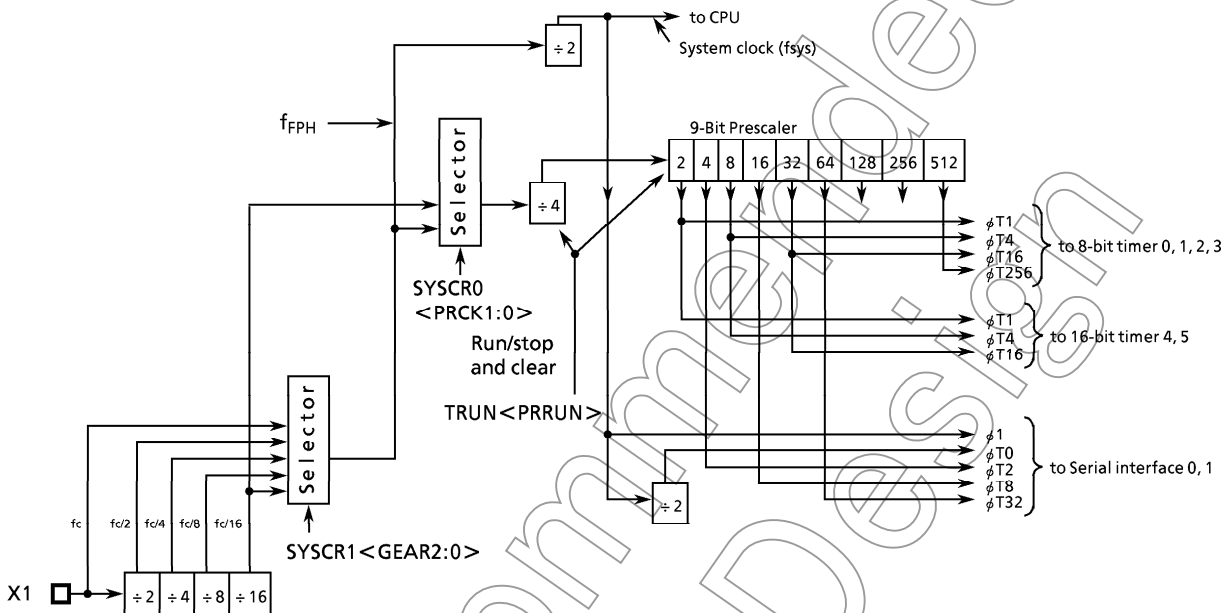 to CPU
÷2
System clock (fsys)
fFPH
Selector
9-Bit Prescaler
2 4 8 16 32 64 128 256 512
÷4
φT1
φT4
φT16
φT256
to 8-bit timer 0, 1, 2, 3
SYSCR0
<PRCK1:0>
Run/stop
and clear
φT1
φT4
φT16
to 16-bit timer 4, 5
Selector
TRUN<PRRUN>
φ1
φT0
φT2
φT8
φT32
to Serial interface 0, 1
÷2
fc fc/2 fc/4 fc/8 fc/16
SYSCR1<GEAR2:0>
X1
÷2 ÷4 ÷8 ÷16
ommended
Design